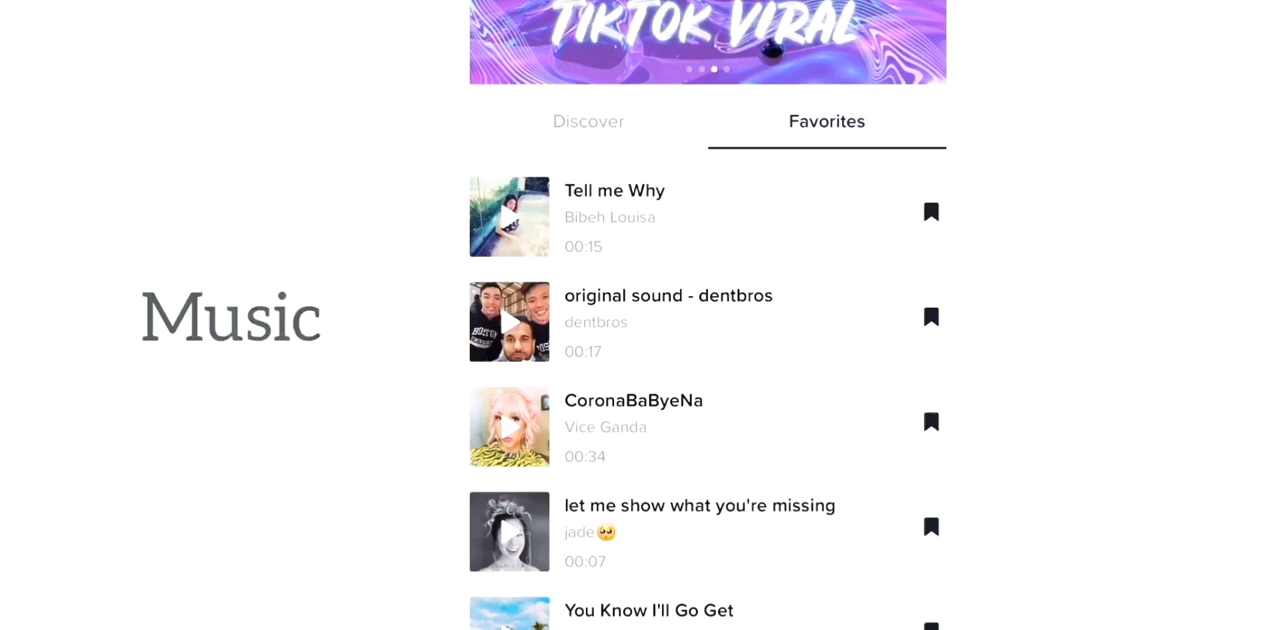 TIKTOK VIRAL
Discover
Favorites
Tell me Why
Bibeh Louisa
00:15
original sound - dentbros
dentbros
00:17
Music
CoronaBaByeNa
Vice Ganda
00:34
let me show what you're missing
jade🥺
00:07
You Know I'll Go Get